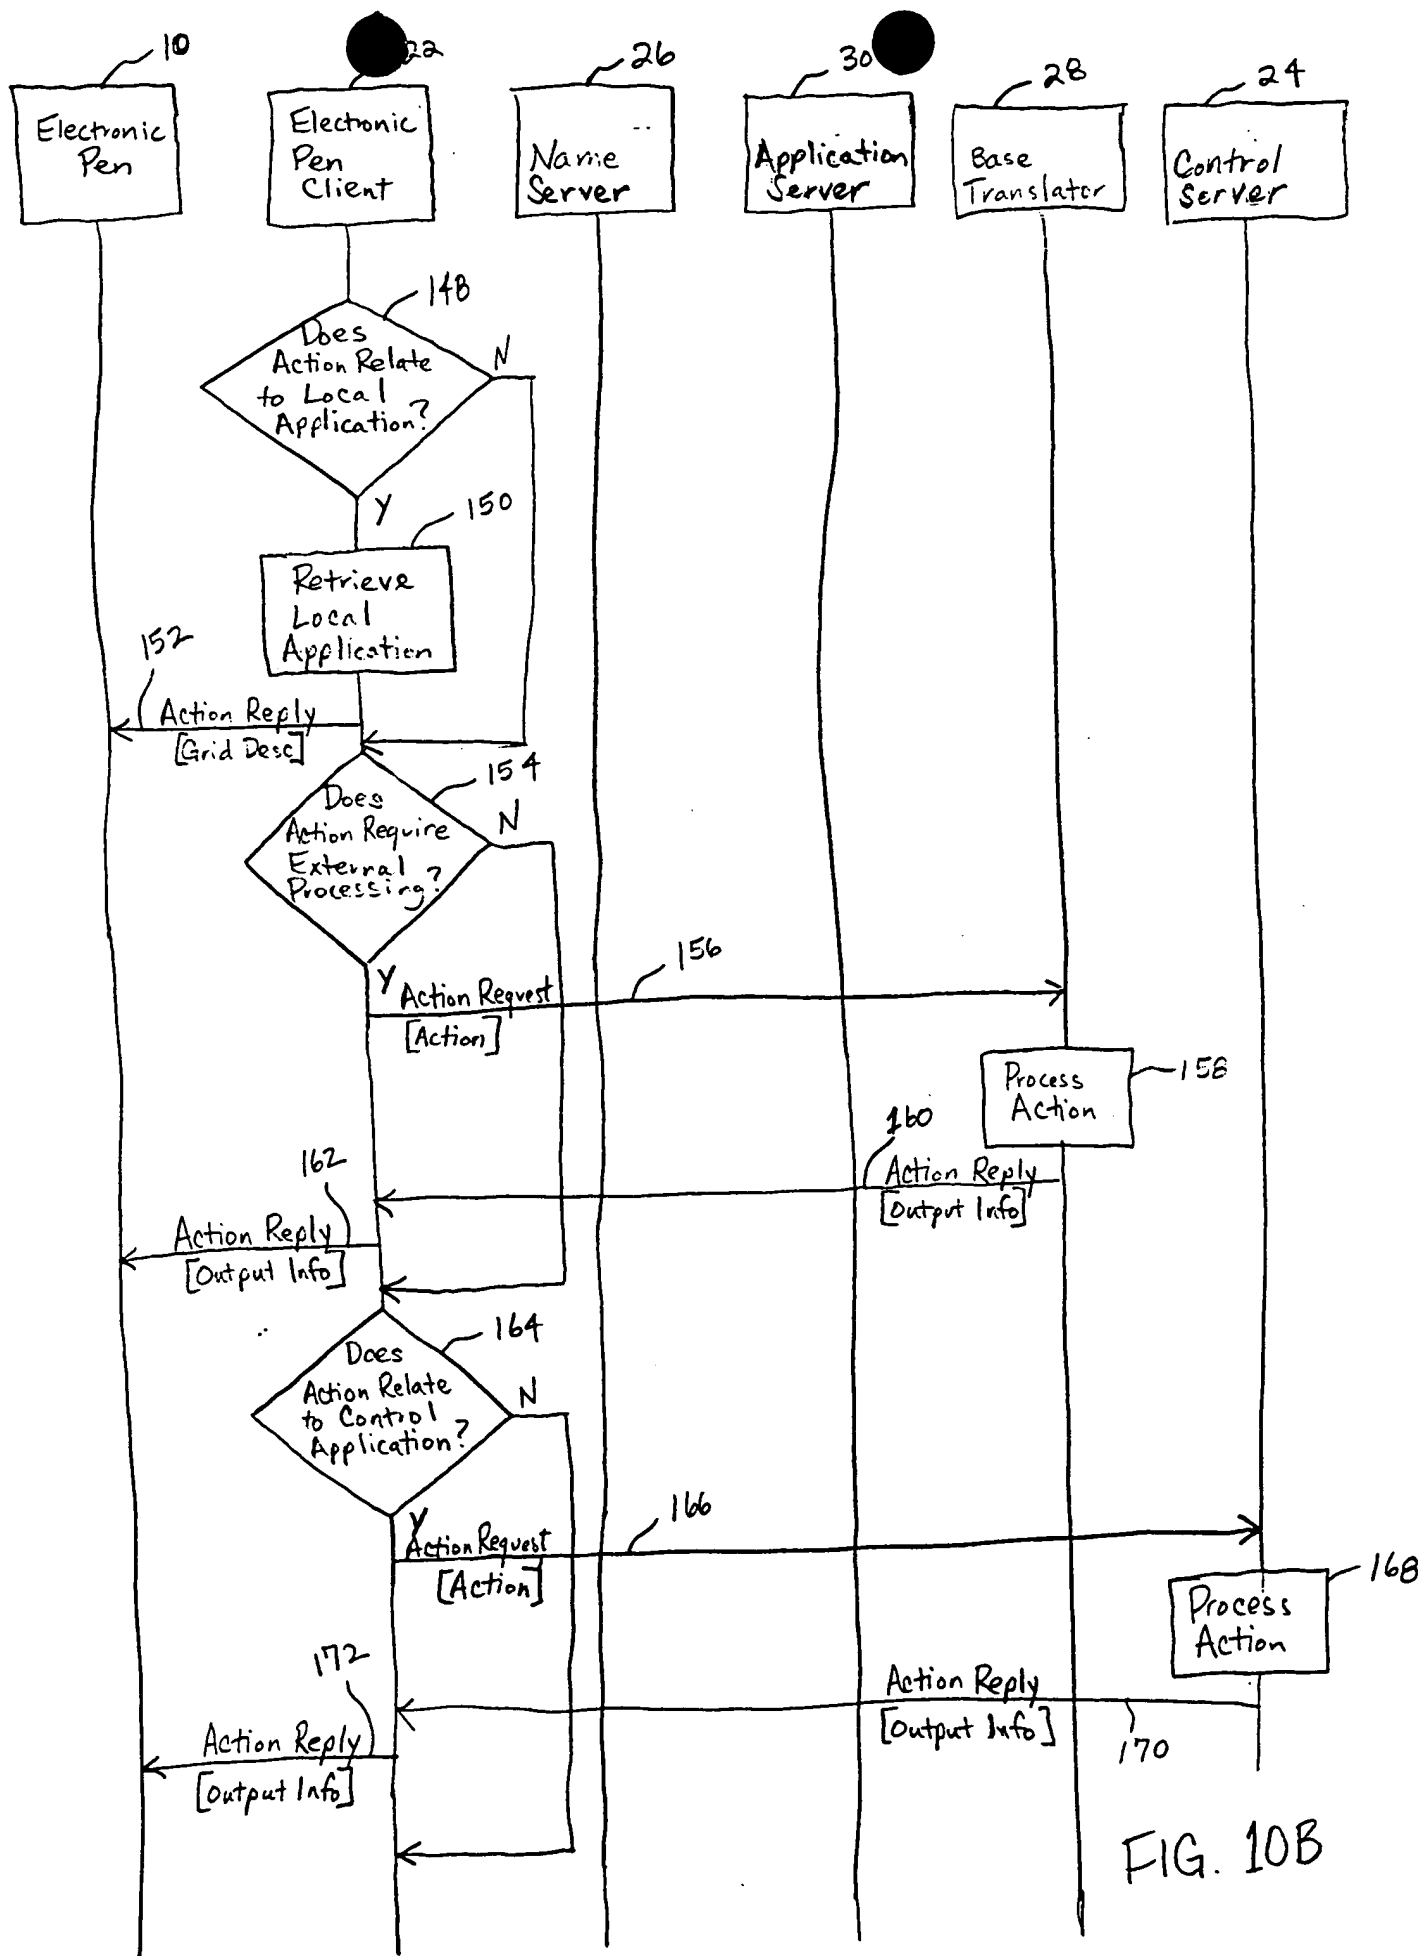 10
22
26
30
28
24
Electronic
Pen
Electronic
Pen
Client
Name
Server
Application
Server
Base
Translator
Control
Server
148
Does
Action Relate
to Local
Application?
N
Y
150
Retrieve
Local
Application
152
Action Reply
[Grid Desc]
154
Does
Action Require
External
Processing?
N
Y
156
Action Request
[Action]
Process
Action
158
160
Action Reply
[Output Info]
162
Action Reply
[Output Info]
164
Does
Action Relate
to Control
Application?
N
Y
166
Action Request
[Action]
168
Process
Action
Action Reply
[Output Info]
170
172
Action Reply
[Output Info]
FIG. 10B